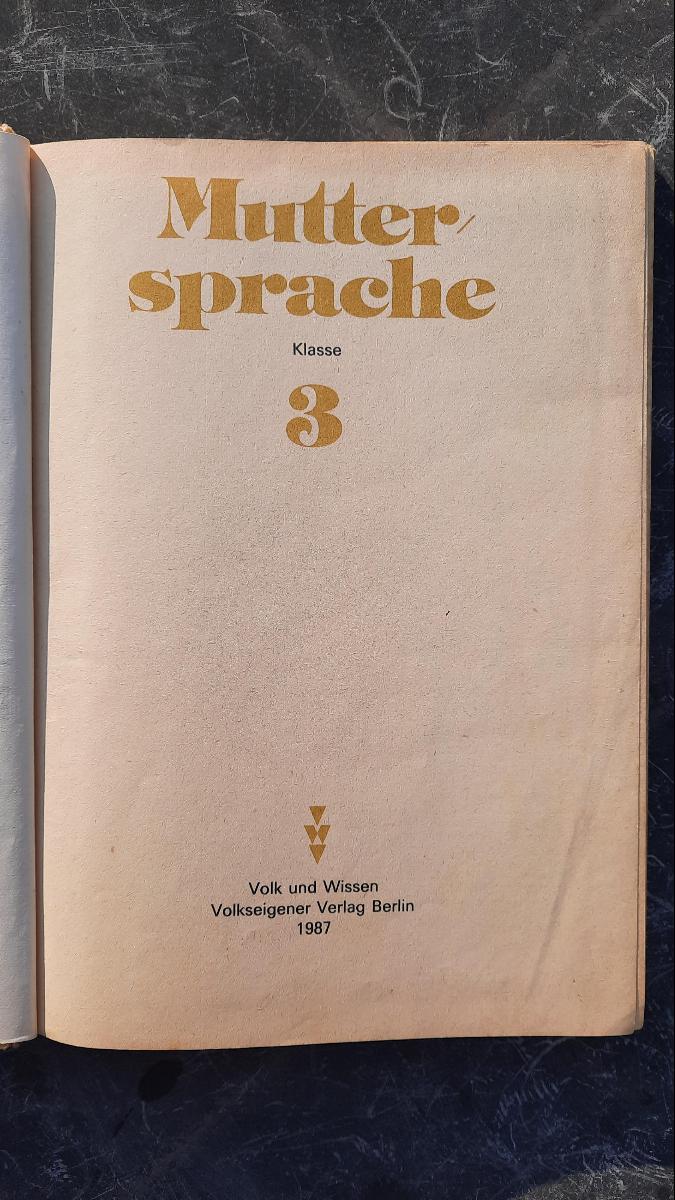 Mutter/
sprache
Klasse
3
Volk und Wissen
Volkseigener Verlag Berlin
1987